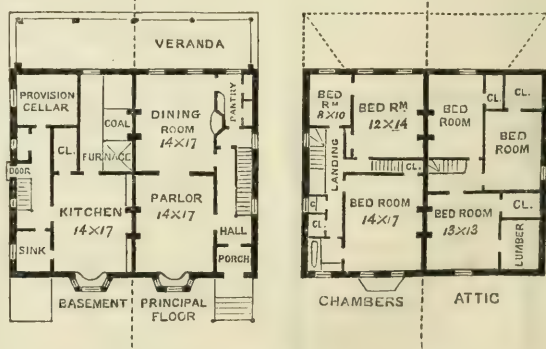 VERANDA
PROVISION
CELLAR
COAL
CL.
FURNACE
DOOR
KITCHEN
14X17
SINK
BASEMENT
DINING
ROOM
14X17
PANTRY
PARLOR
14X17
HALL
PORCH
PRINCIPAL
FLOOR
BED
RM
8X10
BED RM
12X14
LANDING
CL.
BED ROOM
14X17
C
CL.
CHAMBERS
BED
ROOM
CL.
CL.
BED
ROOM
BED ROOM
13X13
CL.
LUMBER
ATTIC